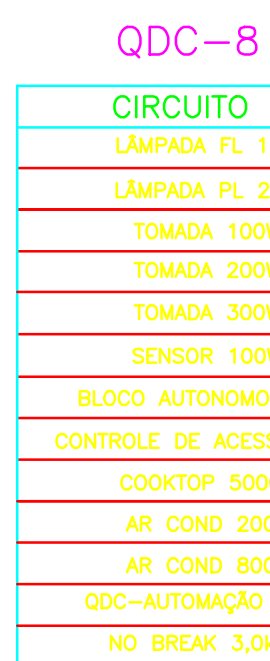 QDC-8
CIRCUITO
LÂMPADA FL 1
LÂMPADA PL 2
TOMADA 100
TOMADA 200
TOMADA 300
SENSOR 100
BLOCO AUTONOMO
CONTROLE DE ACESS
COOKTOP 500
AR COND 200
AR COND 800
QDC-AUTOMAÇÃO
NO BREAK 3,0